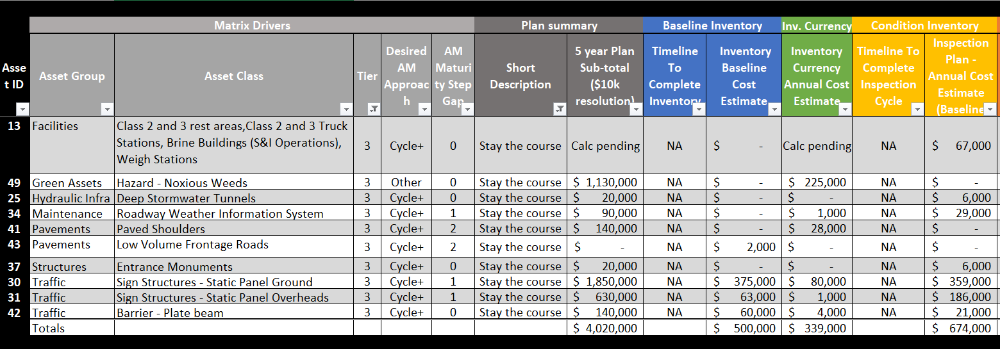 Matrix Drivers Plan summary Baseline Inventory Inv. Currency Condition Inventory
Asset ID Asset Group Asset Class Tier Desired AM Approach AM Maturity Step Gap Short Description 5 year Plan Sub-total ($10k resolution) Timeline To Complete Inventory Inventory Baseline Cost Estimate Inventory Currency Annual Cost Estimate Timeline To Complete Inspection Cycle Inspection Plan - Annual Cost Estimate (Baseline
13 Facilities Class 2 and 3 rest areas,Class 2 and 3 Truck Stations, Brine Buildings (S&I Operations), Weigh Stations 3 Cycle+ 0 Stay the course Calc pending NA $ - Calc pending NA $ 67,000
49 Green Assets Hazard - Noxious Weeds 3 Other 0 Stay the course $ 1,130,000 NA $ - $ 225,000 NA $ -
25 Hydraulic Infra Deep Stormwater Tunnels 3 Cycle+ 0 Stay the course $ 20,000 NA $ - $ - NA $ 6,000
34 Maintenance Roadway Weather Information System 3 Cycle+ 1 Stay the course $ 90,000 NA $ - $ 1,000 NA $ 29,000
41 Pavements Paved Shoulders 3 Cycle+ 2 Stay the course $ 140,000 NA $ - $ 28,000 NA $ -
43 Pavements Low Volume Frontage Roads 3 Cycle+ 2 Stay the course $ - NA $ 2,000 $ - NA $ -
37 Structures Entrance Monuments 3 Cycle+ 0 Stay the course $ 20,000 NA $ - $ - NA $ 6,000
30 Traffic Sign Structures - Static Panel Ground 3 Cycle+ 1 Stay the course $ 1,850,000 NA $ 375,000 $ 80,000 NA $ 359,000
31 Traffic Sign Structures - Static Panel Overheads 3 Cycle+ 1 Stay the course $ 630,000 NA $ 63,000 $ 1,000 NA $ 186,000
42 Traffic Barrier - Plate beam 3 Cycle+ 0 Stay the course $ 140,000 NA $ 60,000 $ 4,000 NA $ 21,000
Totals $ 4,020,000 $ 500,000 $ 339,000 $ 674,000